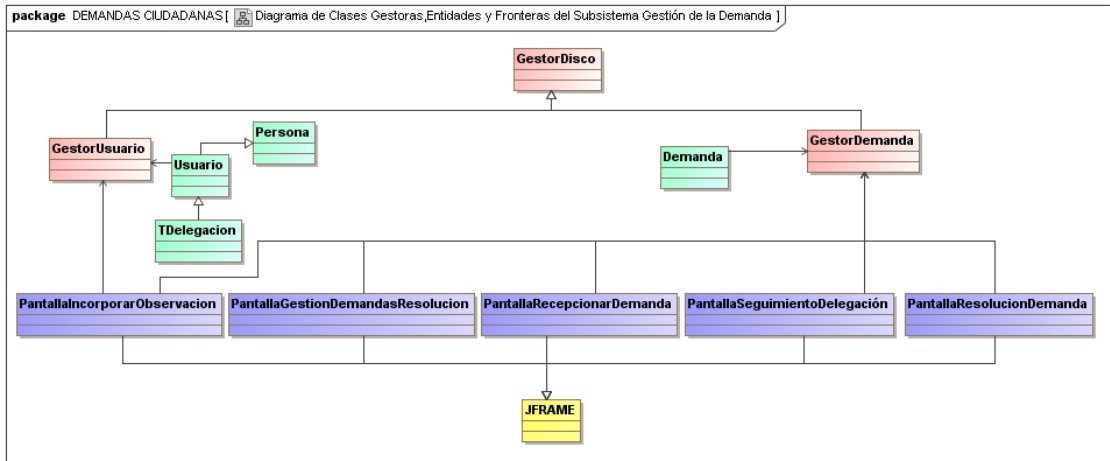 package DEMANDAS CIUDADANAS[ Diagrama de Clases Gestoras,Entidades y Fronteras del Subsistema Gestión de la Demanda ]
GestorDisco
Persona
GestorUsuario
Usuario
Demanda
GestorDemanda
TDelegacion
PantallaIncorporarObservacion
PantallaGestionDemandasResolucion
PantallaRecepcionarDemanda
PantallaSeguimientoDelegación
PantallaResolucionDemanda
JFRAME